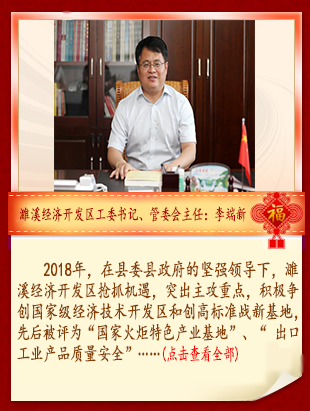 濉溪经济开发区工委书记、管委会主任：李端新
福
2018年，在县委县政府的坚强领导下，濉
溪经济开发区抢抓机遇，突出主攻重点，积极争
创国家级经济技术开发区和创高标准战新基地，
先后被评为“国家火炬特色产业基地”、“ 出口
工业产品质量安全”……(点击查看全部)